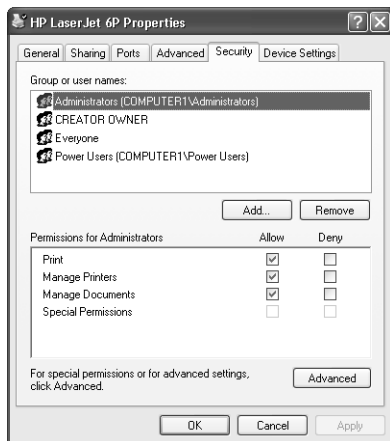 HP LaserJet 6P Properties
General Sharing Ports Advanced Security Device Settings
Group or user names:
Administrators (COMPUTER1\Administrators)
CREATOR OWNER
Everyone
Power Users (COMPUTER1\Power Users)
Add... Remove
Permissions for Administrators Allow Deny
Print
Manage Printers
Manage Documents
Special Permissions
For special permissions or for advanced settings,
click Advanced.
Advanced
OK Cancel Apply